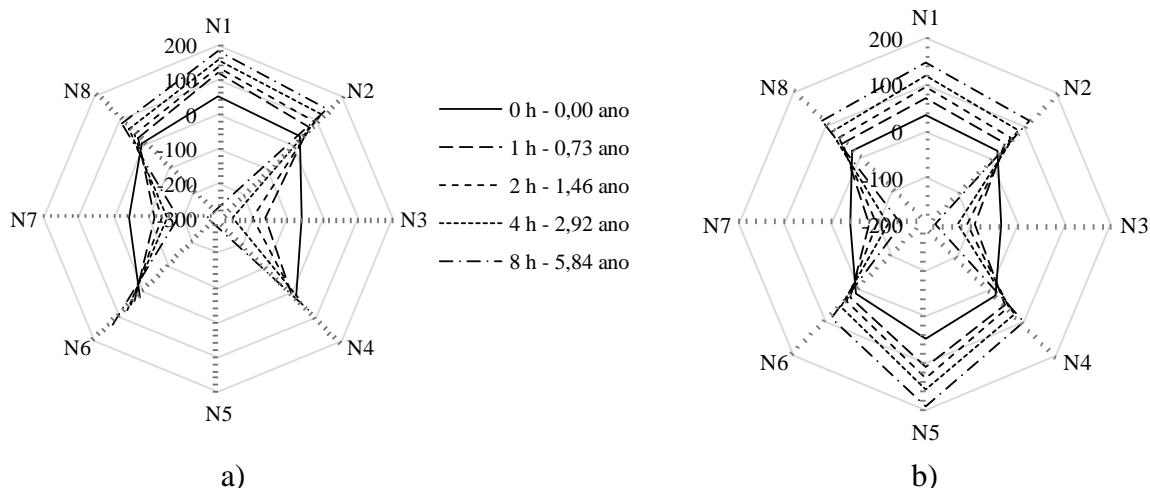 N1
200
100
0
-100
-200
-300
N2
N3
N4
N5
N6
N7
N8
0 h - 0,00 ano
1 h - 0,73 ano
2 h - 1,46 ano
4 h - 2,92 ano
8 h - 5,84 ano
a)
N1
200
100
0
-100
-200
N2
N3
N4
N5
N6
N7
N8
b)